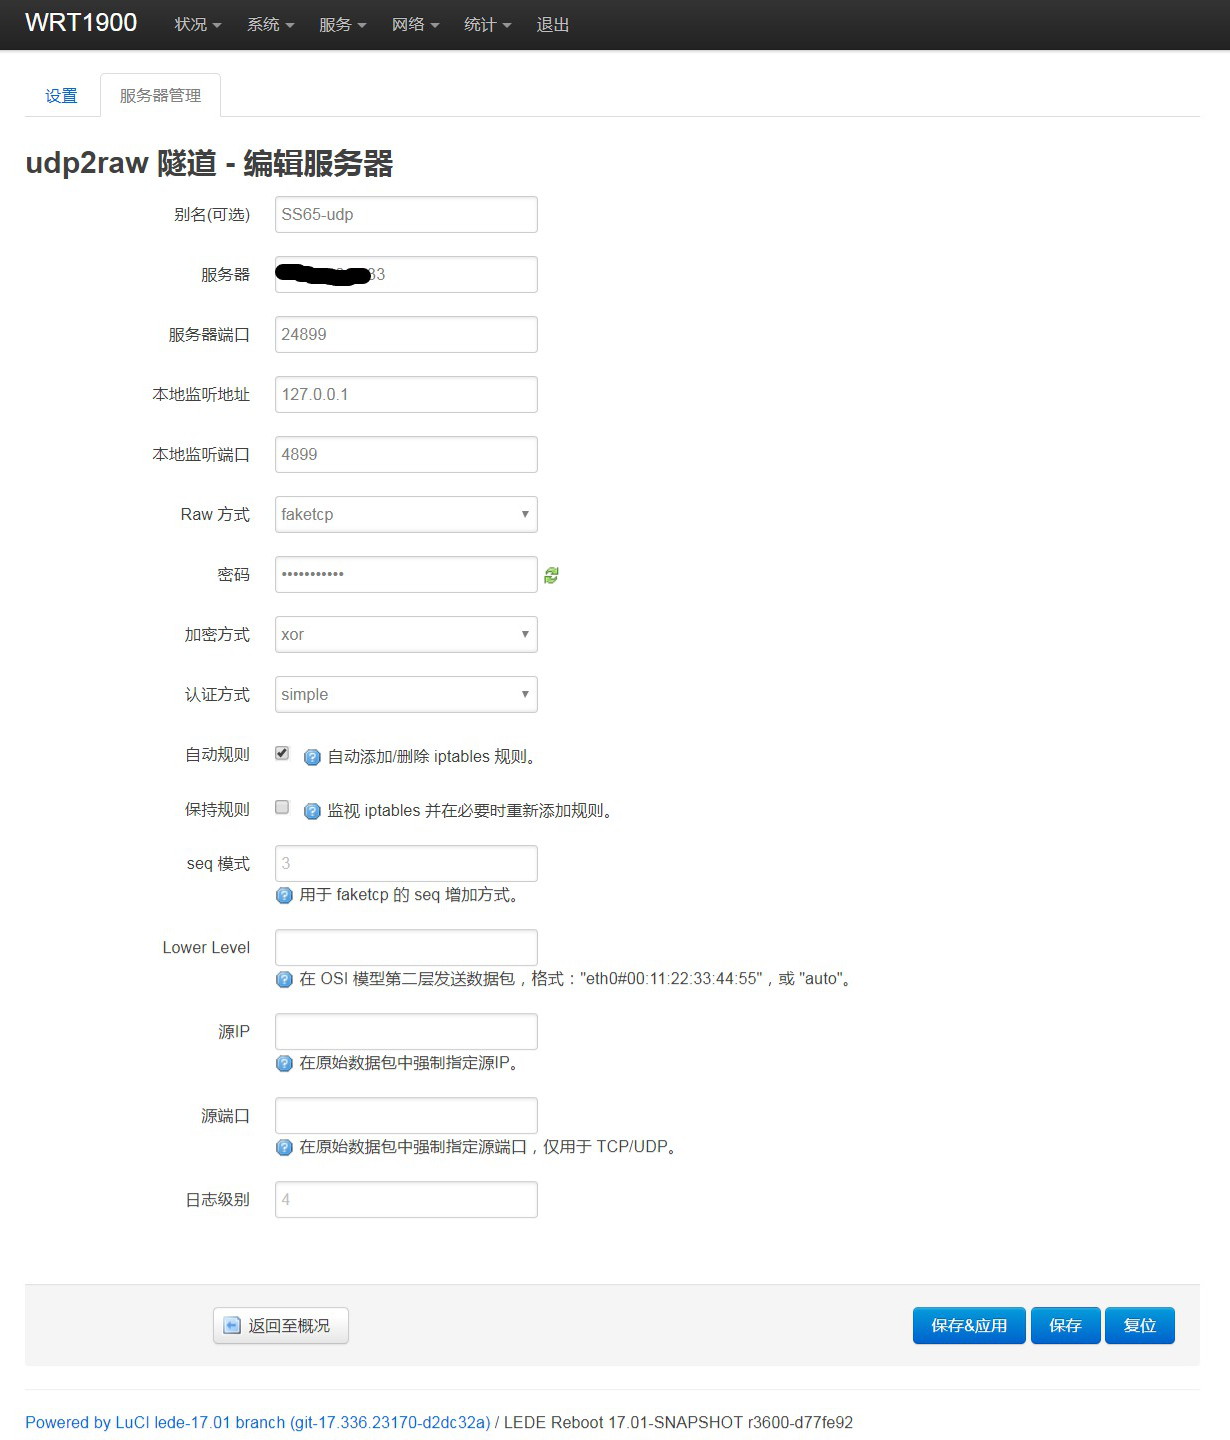 WRT1900 状况 系统 服务 网络 统计 退出
设置 服务器管理
udp2raw 隧道 - 编辑服务器
别名(可选) SS65-udp
服务器 33
服务器端口 24899
本地监听地址 127.0.0.1
本地监听端口 4899
Raw 方式 faketcp
密码 •••••••••••
加密方式 xor
认证方式 simple
自动规则 自动添加/删除 iptables 规则。
保持规则 监视 iptables 并在必要时重新添加规则。
seq 模式 3
用于 faketcp 的 seq 增加方式。
Lower Level
在 OSI 模型第二层发送数据包，格式："eth0#00:11:22:33:44:55"，或 "auto"。
源IP
在原始数据包中强制指定源IP。
源端口
在原始数据包中强制指定源端口，仅用于 TCP/UDP。
日志级别 4
返回至概况 保存&应用 保存 复位
Powered by LuCI lede-17.01 branch (git-17.336.23170-d2dc32a) / LEDE Reboot 17.01-SNAPSHOT r3600-d77fe92